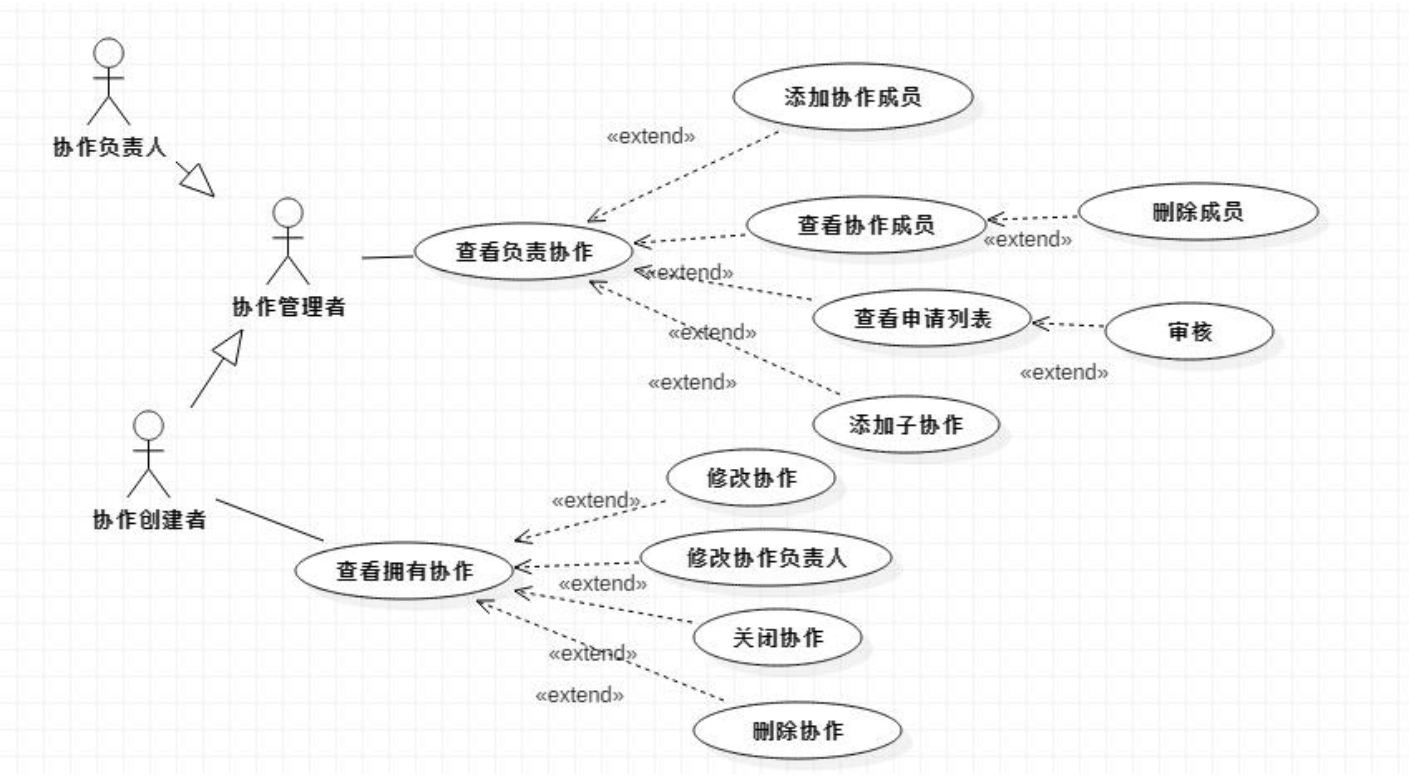 添加协作成员
«extend»
协作负责人
删除成员
查看协作成员
«extend»
查看负责协作
«extend»
协作管理者
查看申请列表
审核
«extend»
«extend»
«extend»
添加子协作
修改协作
«extend»
协作创建者
修改协作负责人
查看拥有协作
«extend»
关闭协作
«extend»
«extend»
删除协作